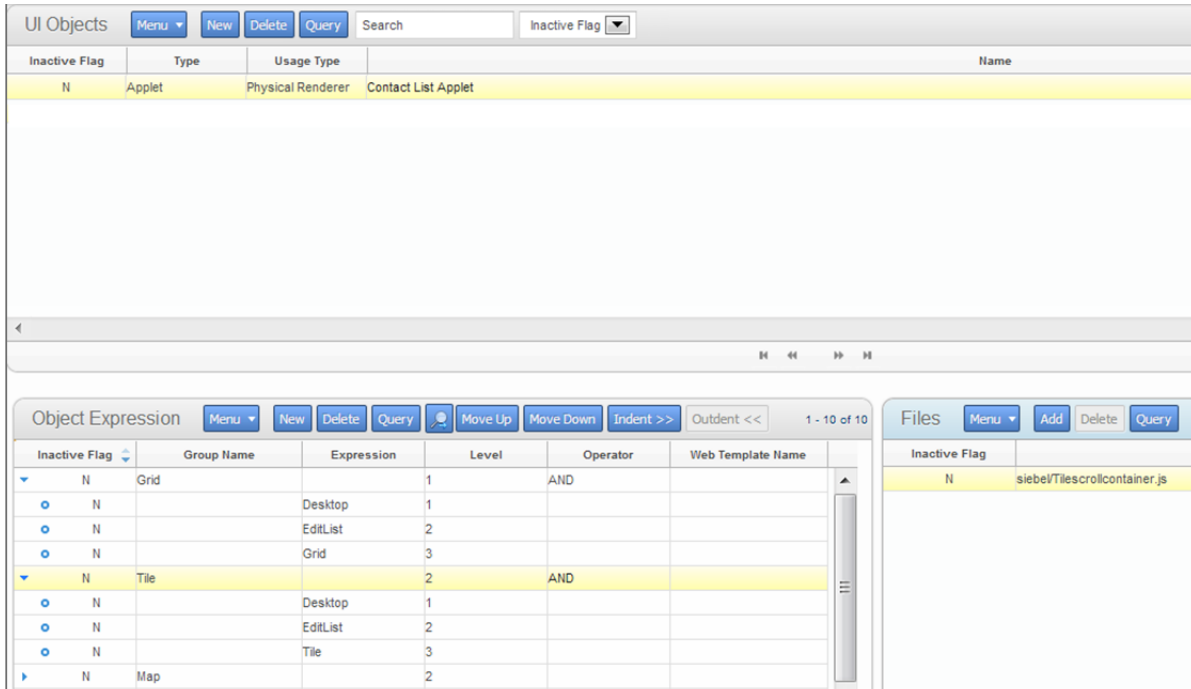 UI Objects Menu New Delete Query Search Inactive Flag
Inactive Flag Type Usage Type Name
N Applet Physical Renderer Contact List Applet
Object Expression Menu New Delete Query Move Up Move Down Indent >> Outdent << 1 - 10 of 10
Inactive Flag Group Name Expression Level Operator Web Template Name
N Grid 1 AND
N Desktop 1
N EditList 2
N Grid 3
N Tile 2 AND
N Desktop 1
N EditList 2
N Tile 3
N Map 2
Files Menu Add Delete Query
Inactive Flag
N siebel/Tilescrollcontainer.js